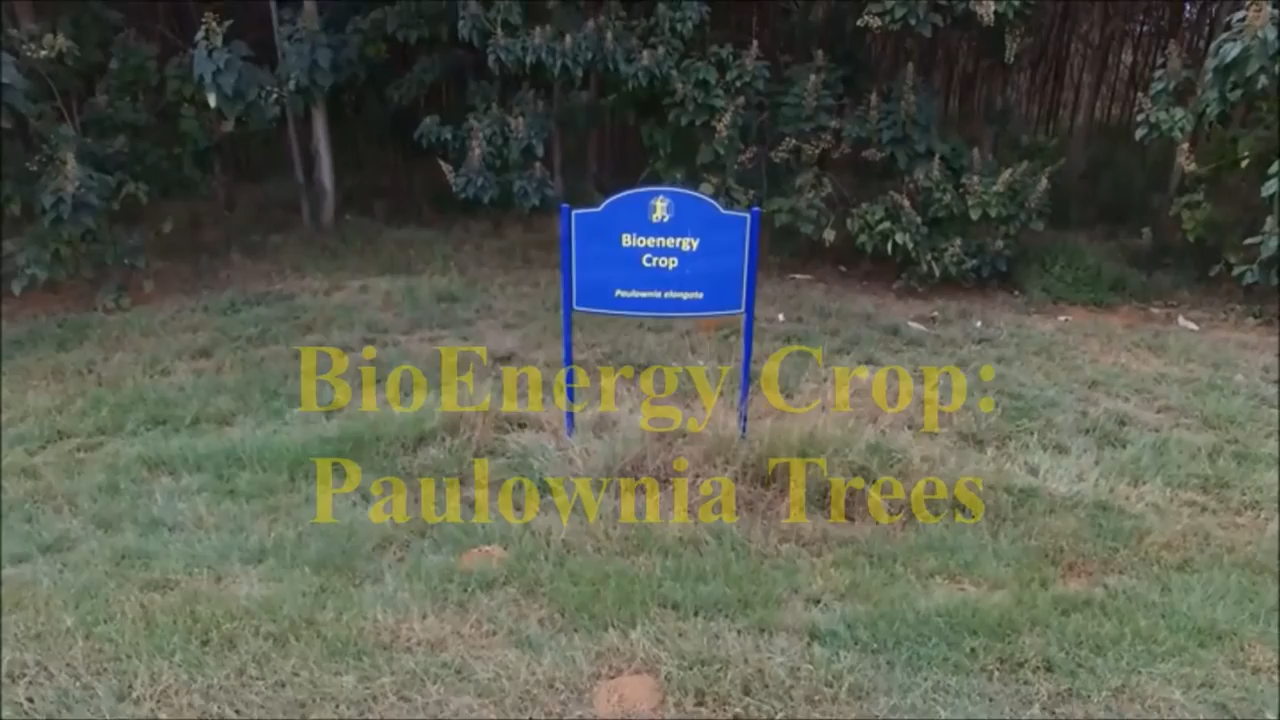 Bioenergy
Crop
Paulownia elongata
BioEnergy Crop:
Paulownia Trees